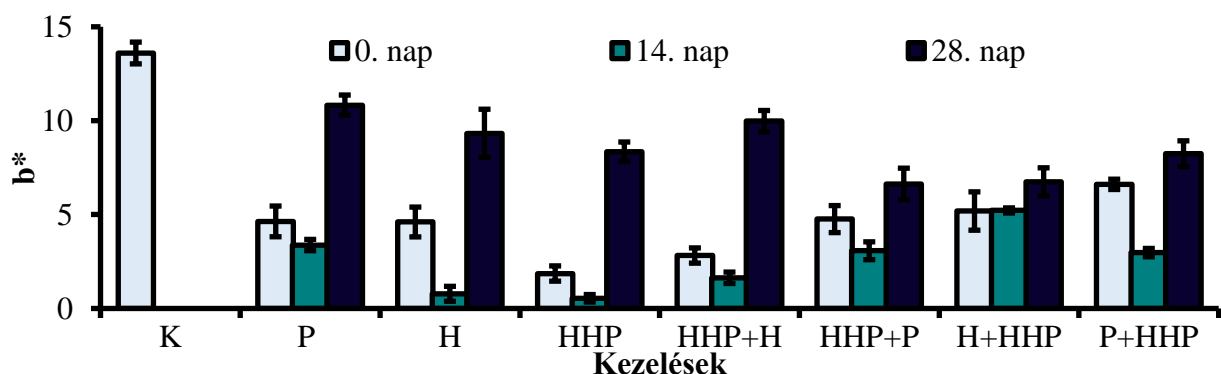 15
0. nap 14. nap 28. nap
10
b*
5
0
K P H HHP HHP+H HHP+P H+HHP P+HHP
Kezelések